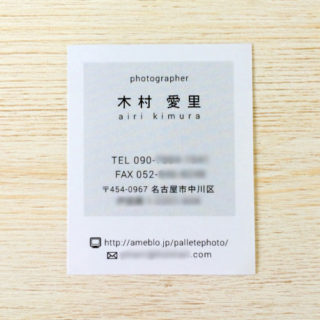 photographer
木村 愛里
airi kimura
TEL 090-
FAX 052-
〒454-0967 名古屋市中川区
http://ameblo.jp/palletephoto/
.com